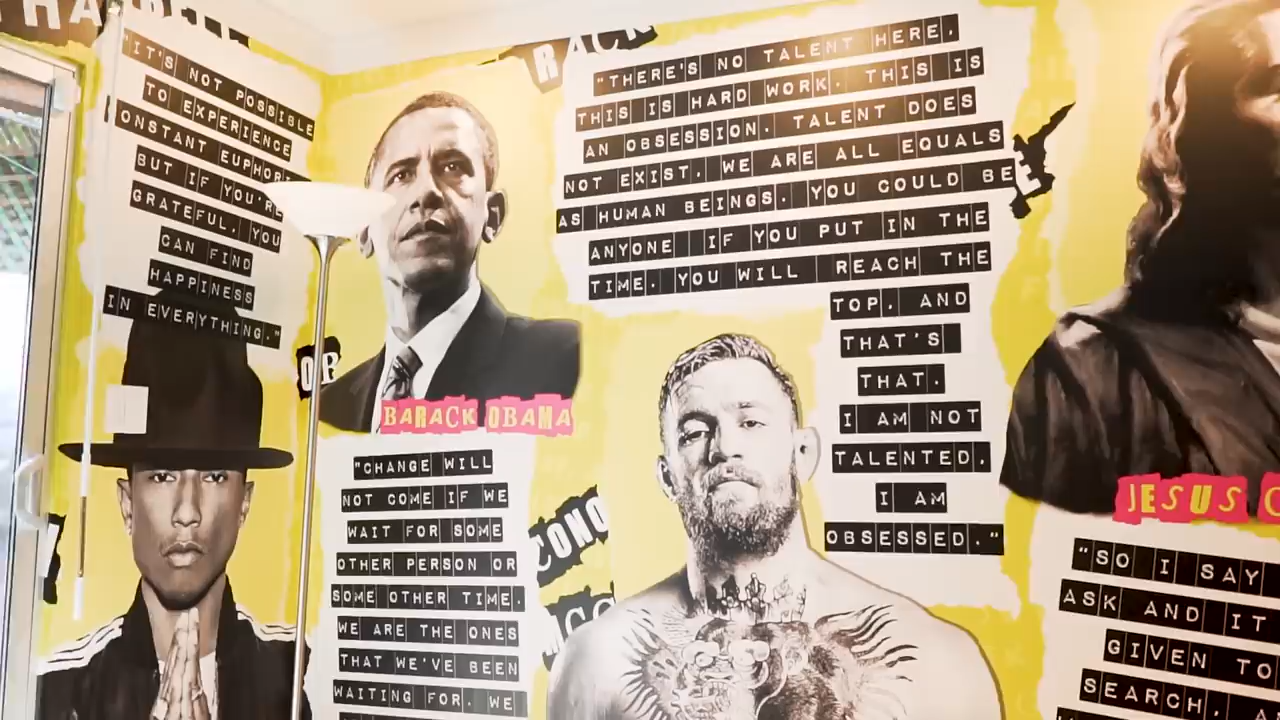 "IT'S NOT POSSIBLE
TO EXPERIENCE
ONSTANT EUPHOR
BUT IF YOU'RE
GRATEFUL, YOU
CAN FIND
HAPPINESS
IN EVERYTHING."
BARACK OBAMA
"CHANGE WILL
NOT COME IF WE
WAIT FOR SOME
OTHER PERSON OR
SOME OTHER TIME.
WE ARE THE ONES
THAT WE'VE BEEN
WAITING FOR. WE
RACK
OB
"THERE'S NO TALENT HERE,
THIS IS HARD WORK. THIS IS
AN OBSESSION. TALENT DOES
NOT EXIST, WE ARE ALL EQUALS
AS HUMAN BEINGS. YOU COULD BE
ANYONE IF YOU PUT IN THE
TIME. YOU WILL REACH THE
TOP, AND
THAT'S
THAT.
I AM NOT
TALENTED,
I AM
OBSESSED."
CONO
JESUS C
"SO I SAY
ASK AND IT
GIVEN TO
SEARCH, A